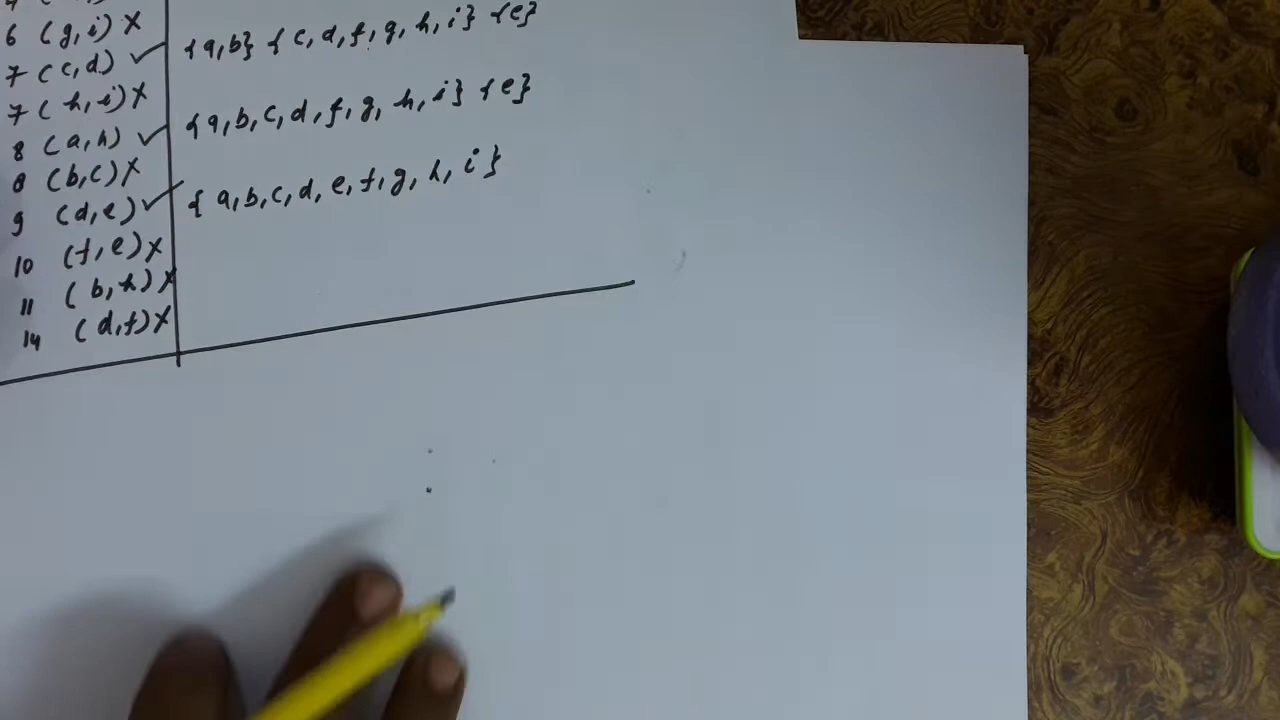 6 (g,i) ×
7 (c,d) ✓ {a,b} {c,d,f,g,h,i} {e}
7 (h,i) ×
8 (a,h) ✓ {a,b,c,d,f,g,h,i} {e}
8 (b,c) ×
9 (d,e) ✓ {a,b,c,d,e,f,g,h,i}
10 (f,e) ×
11 (b,h) ×
14 (d,f) ×